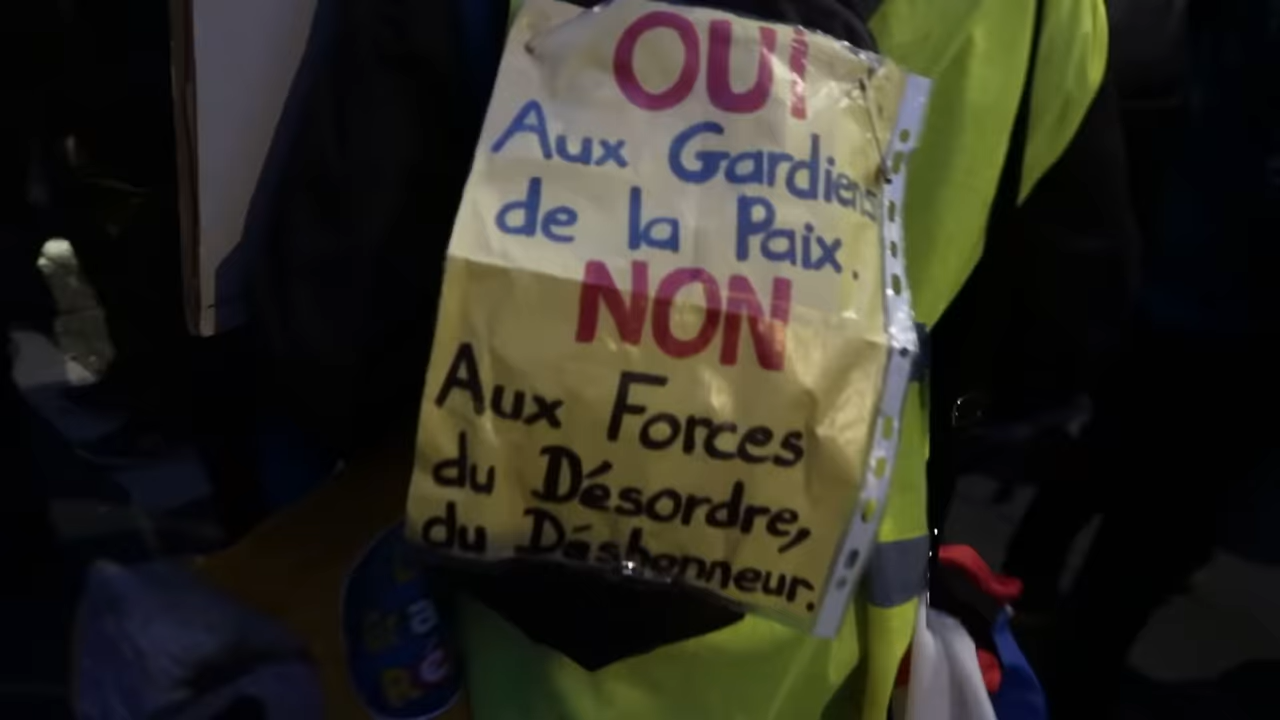 OUi
Aux Gardiens
de la Paix.
NON
Aux Forces
du Désordre,
du Déshonneur.